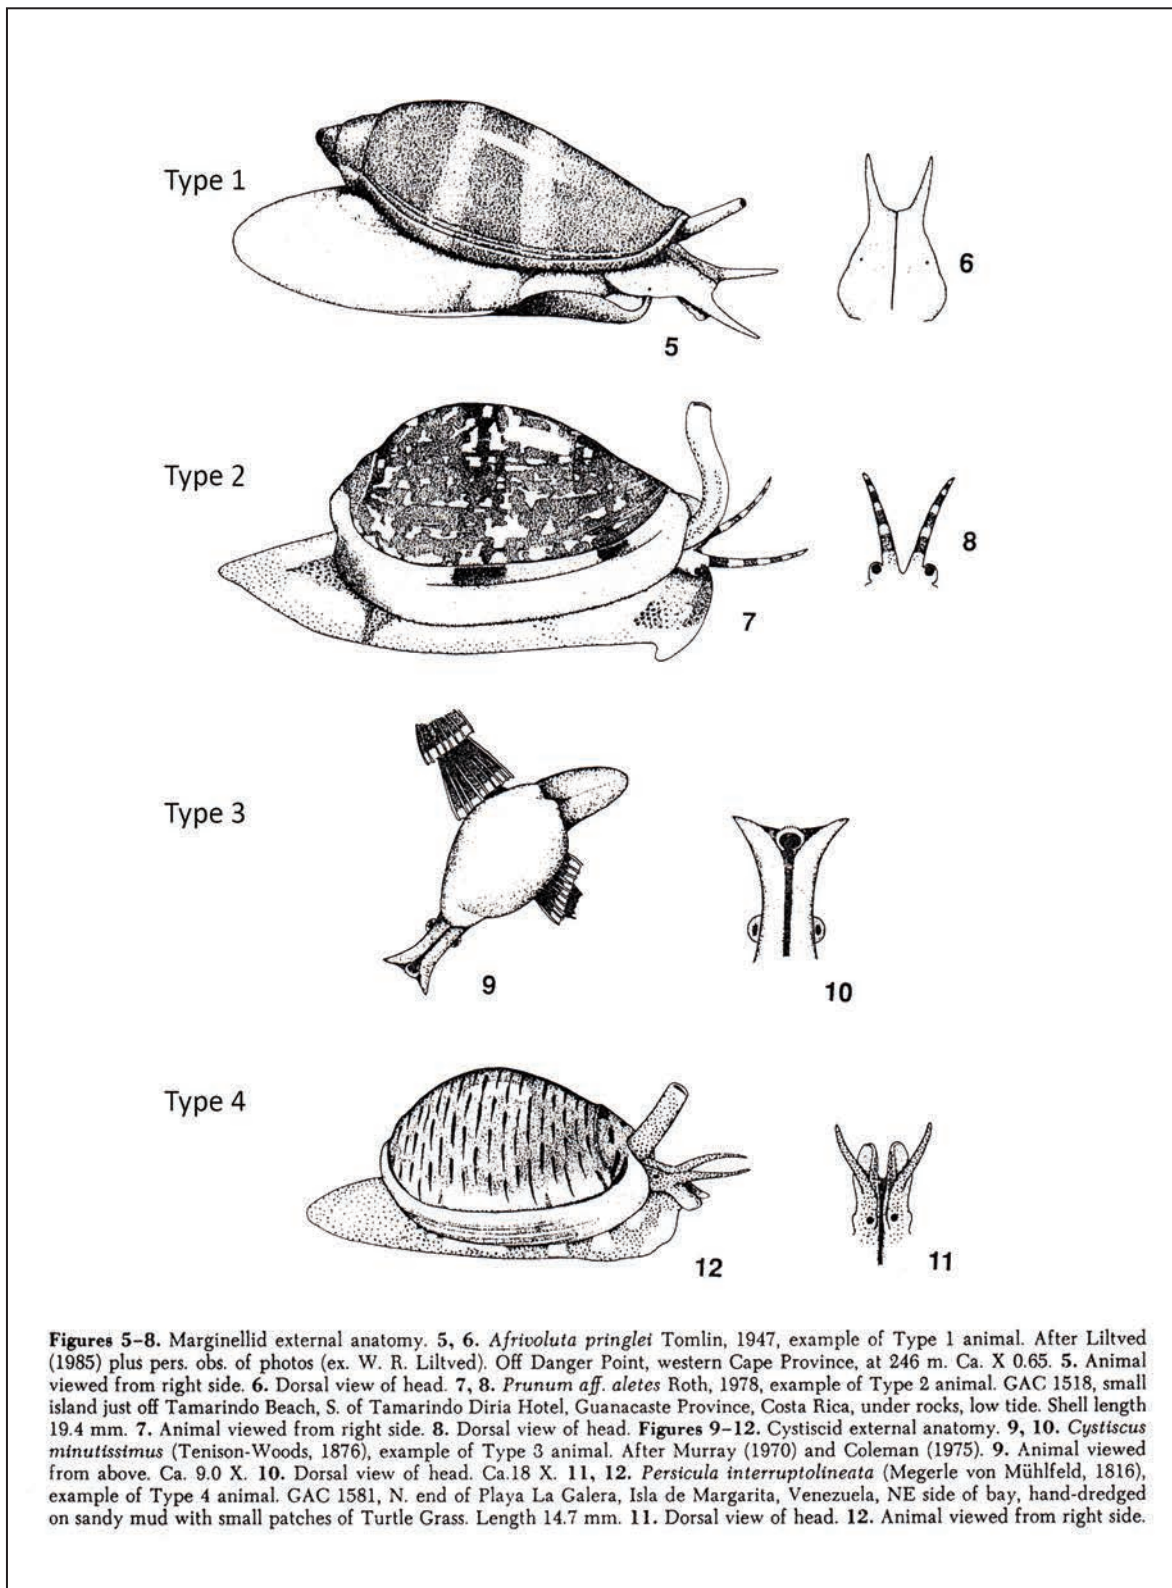 Type 1
6
5
Type 2
8
7
Type 3
9
10
Type 4
12
11
Figures 5–8. Marginellid external anatomy. 5, 6. Afrivoluta pringlei Tomlin, 1947, example of Type 1 animal. After Liltved
(1985) plus pers. obs. of photos (ex. W. R. Liltved). Off Danger Point, western Cape Province, at 246 m. Ca. X 0.65. 5. Animal
viewed from right side. 6. Dorsal view of head. 7, 8. Prunum aff. aletes Roth, 1978, example of Type 2 animal. GAC 1518, small
island just off Tamarindo Beach, S. of Tamarindo Diria Hotel, Guanacaste Province, Costa Rica, under rocks, low tide. Shell length
19.4 mm. 7. Animal viewed from right side. 8. Dorsal view of head. Figures 9–12. Cystiscid external anatomy. 9, 10. Cystiscus
minutissimus (Tenison-Woods, 1876), example of Type 3 animal. After Murray (1970) and Coleman (1975). 9. Animal viewed
from above. Ca. 9.0 X. 10. Dorsal view of head. Ca.18 X. 11, 12. Persicula interruptolineata (Megerle von Mühlfeld, 1816),
example of Type 4 animal. GAC 1581, N. end of Playa La Galera, Isla de Margarita, Venezuela, NE side of bay, hand-dredged
on sandy mud with small patches of Turtle Grass. Length 14.7 mm. 11. Dorsal view of head. 12. Animal viewed from right side.